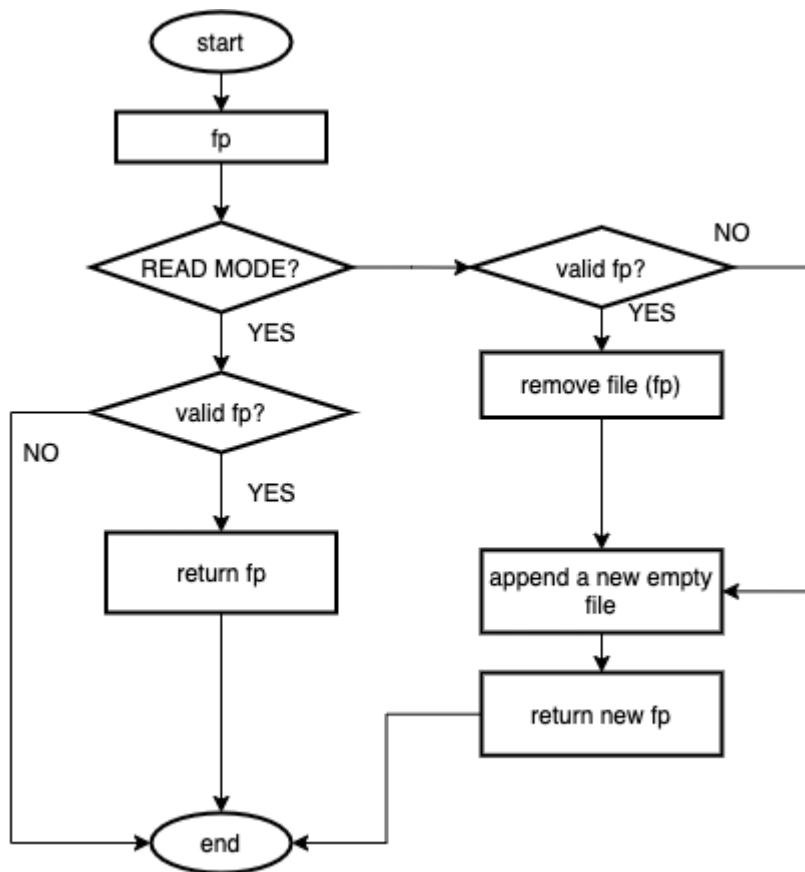 start
fp
READ MODE?
valid fp?
NO
YES
YES
remove file (fp)
valid fp?
NO
YES
return fp
append a new empty
file
return new fp
end